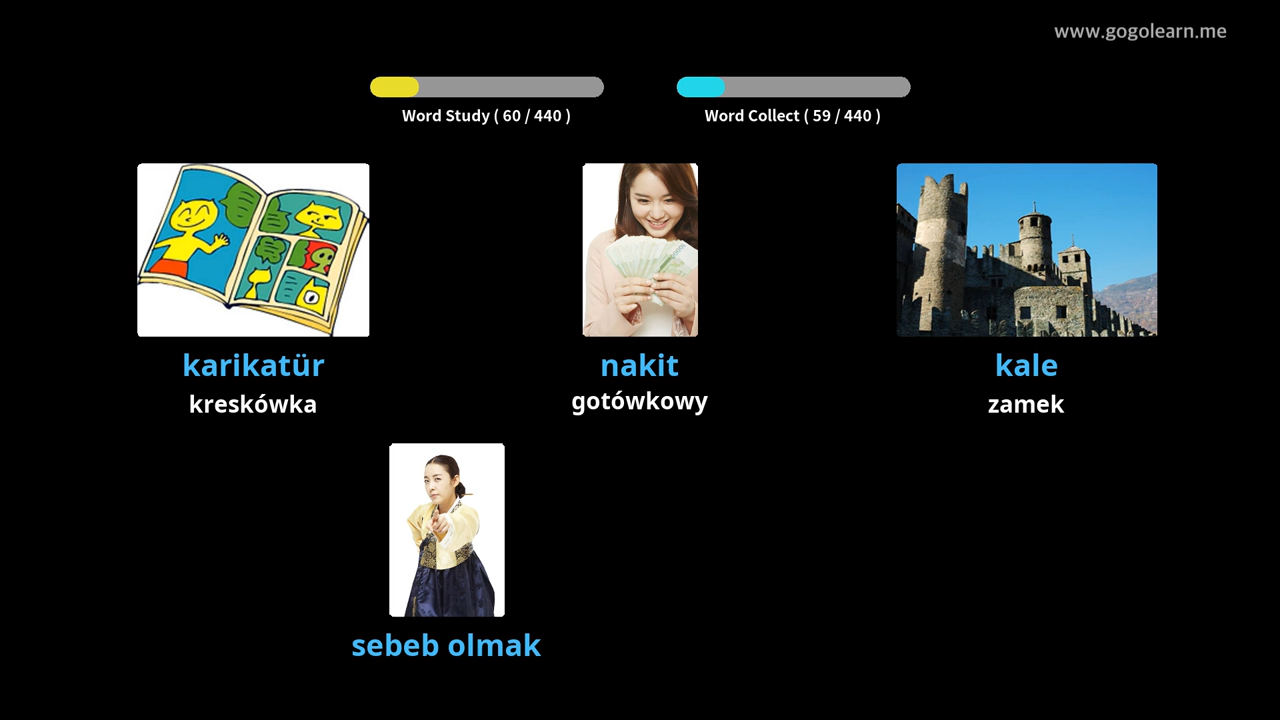 www.gogolearn.me
Word Study ( 60 / 440 )
Word Collect ( 59 / 440 )
karikatür
kreskówka
nakit
gotówkowy
kale
zamek
sebeb olmak